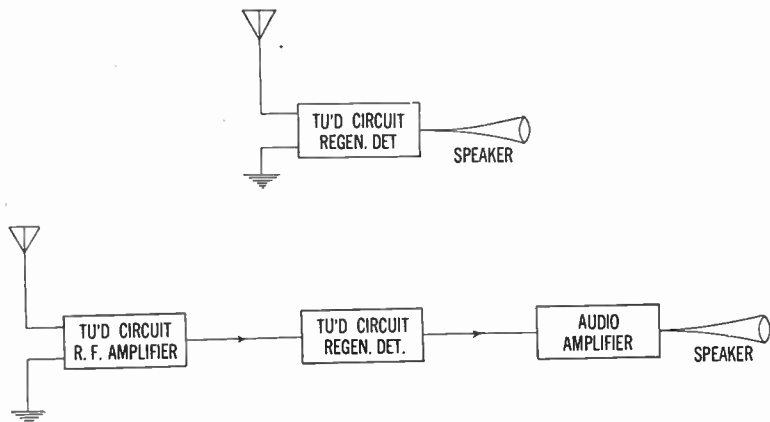 TU'D CIRCUIT
REGEN. DET
SPEAKER
TU'D CIRCUIT
R. F. AMPLIFIER
TU'D CIRCUIT
REGEN. DET.
AUDIO
AMPLIFIER
SPEAKER